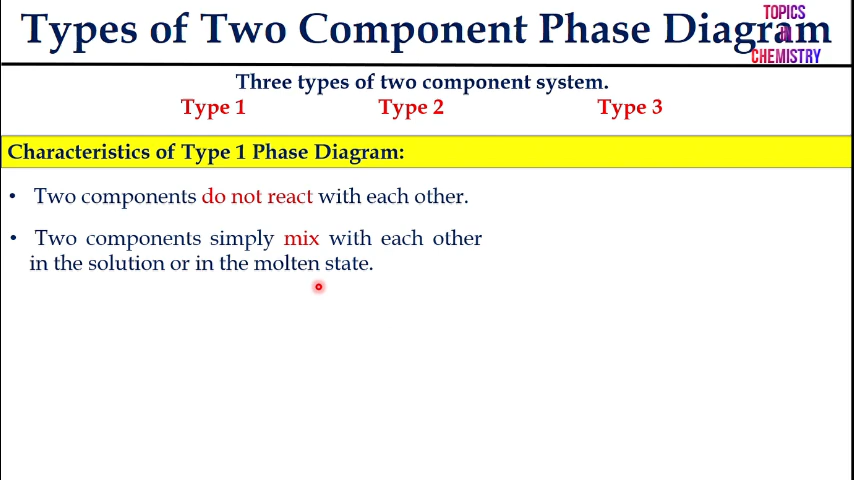 Types of Two Component Phase Diagram
TOPICS
IN
CHEMISTRY
Three types of two component system.
Type 1 Type 2 Type 3
Characteristics of Type 1 Phase Diagram:
• Two components do not react with each other.
• Two components simply mix with each other
in the solution or in the molten state.